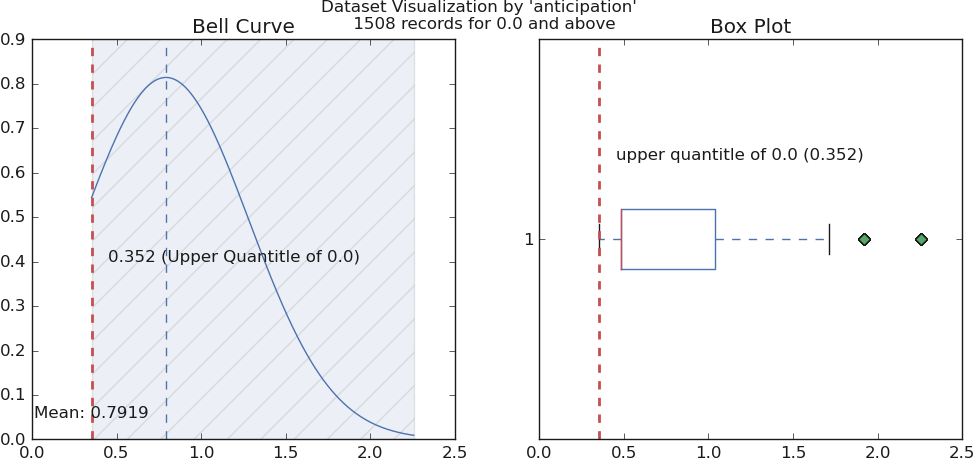 Dataset Visualization by 'anticipation'
1508 records for 0.0 and above
Bell Curve
0.9
0.8
0.7
0.6
0.5
0.4
0.3
0.2
0.1
0.0
0.352 (Upper Quantitle of 0.0)
Mean: 0.7919
0.0 0.5 1.0 1.5 2.0 2.5
Box Plot
upper quantitle of 0.0 (0.352)
1
0.0 0.5 1.0 1.5 2.0 2.5